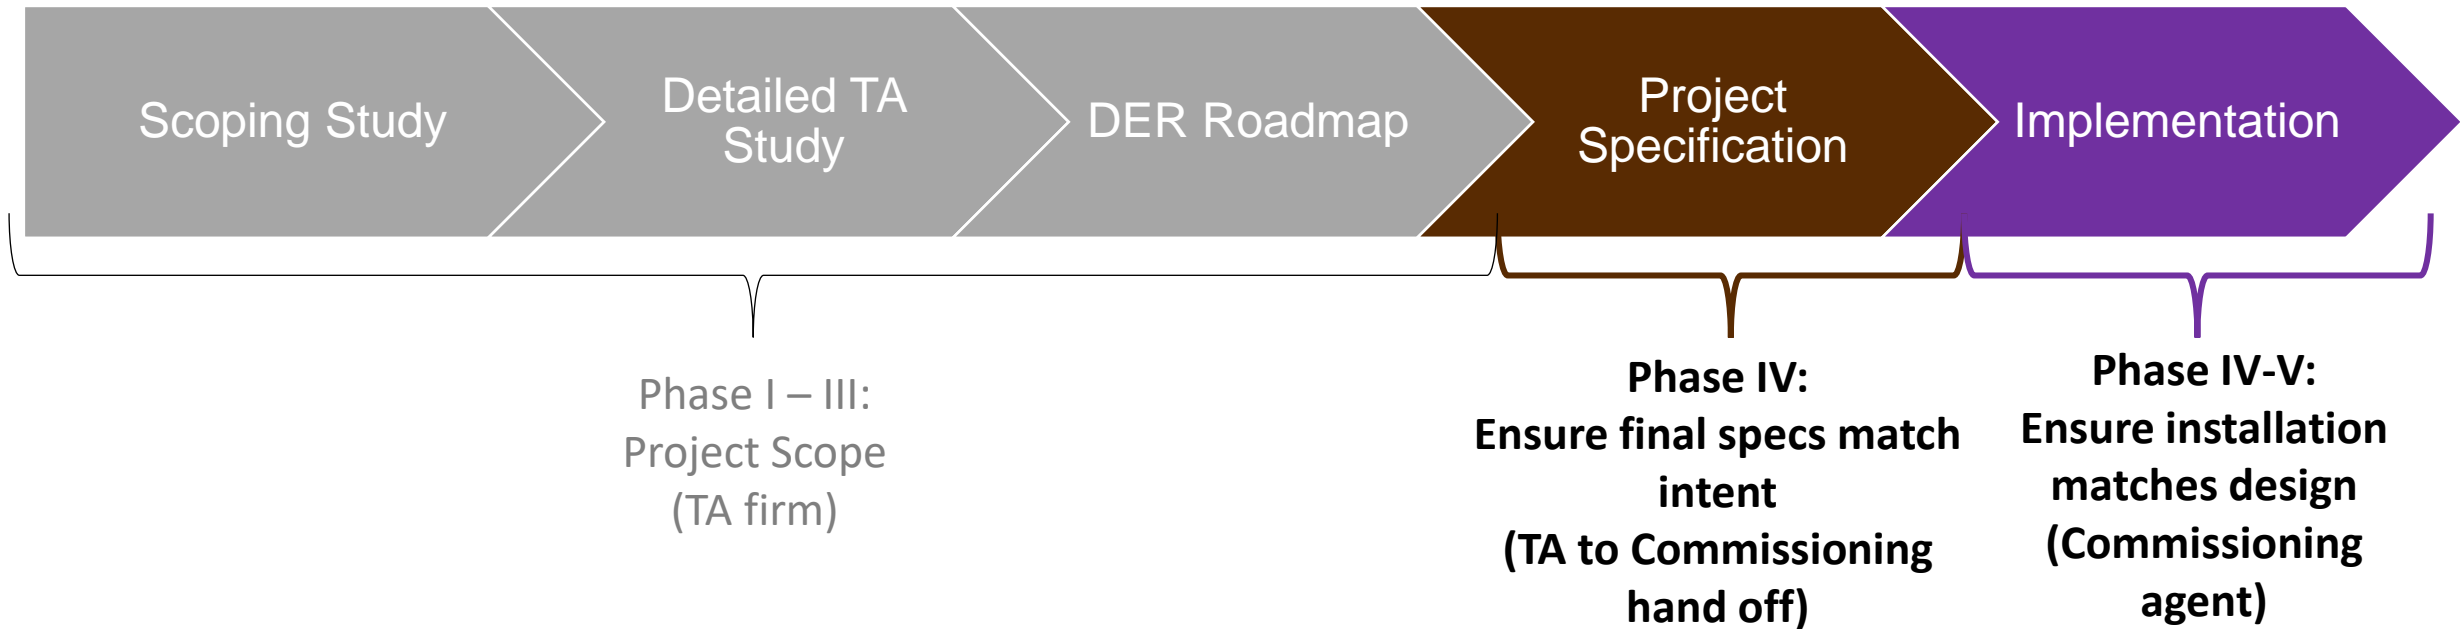 Scoping Study
Detailed TA
Study
DER Roadmap
Project
Specification
Implementation
Phase I – III:
Project Scope
(TA firm)
Phase IV:
Ensure final specs match
intent
(TA to Commissioning
hand off)
Phase IV-V:
Ensure installation
matches design
(Commissioning
agent)